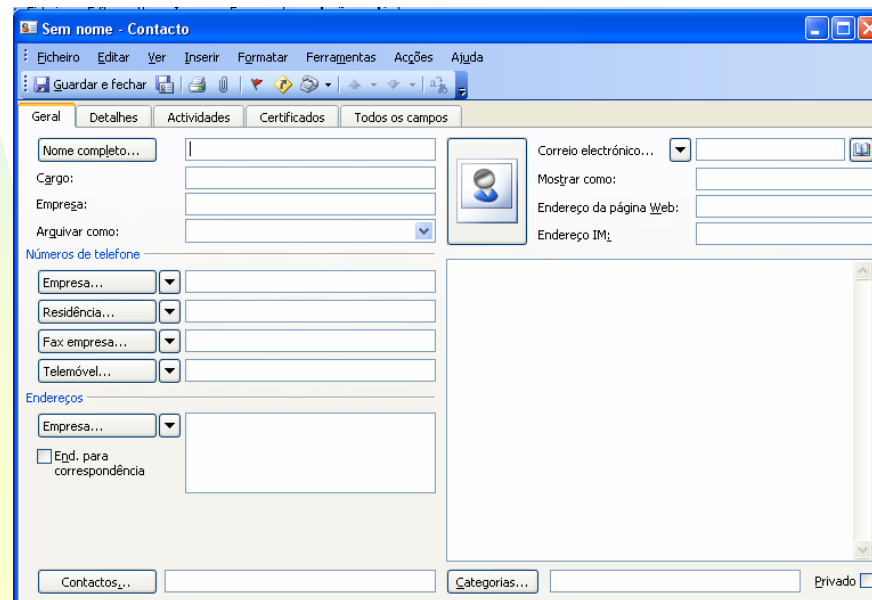 Sem nome - Contacto
Ficheiro Editar Ver Inserir Formatar Ferramentas Acções Ajuda
Guardar e fechar
Geral Detalhes Actividades Certificados Todos os campos
Nome completo...
Cargo:
Empresa:
Arquivar como:
Correio electrónico...
Mostrar como:
Endereço da página Web:
Endereço IM:
Números de telefone
Empresa...
Residência...
Fax empresa...
Telemóvel...
Endereços
Empresa...
End. para
correspondência
Contactos... Categorias... Privado